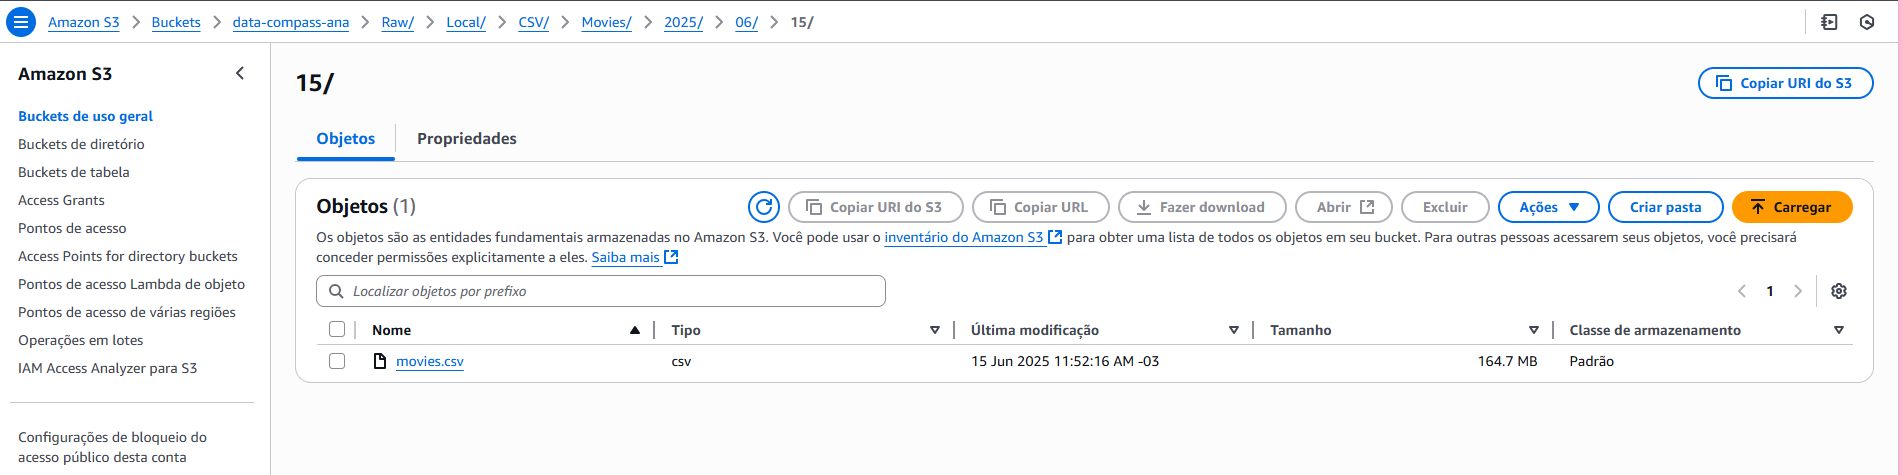 Amazon S3 > Buckets > data-compass-ana > Raw/ > Local/ > CSV/ > Movies/ > 2025/ > 06/ > 15/
Amazon S3
Buckets de uso geral
Buckets de diretório
Buckets de tabela
Access Grants
Pontos de acesso
Access Points for directory buckets
Pontos de acesso Lambda de objeto
Pontos de acesso de várias regiões
Operações em lotes
IAM Access Analyzer para S3
Configurações de bloqueio do
acesso público desta conta
15/
Copiar URI do S3
Objetos Propriedades
Objetos (1)
Copiar URI do S3 Copiar URL Fazer download Abrir Excluir Ações Criar pasta Carregar
Os objetos são as entidades fundamentais armazenadas no Amazon S3. Você pode usar o inventário do Amazon S3 para obter uma lista de todos os objetos em seu bucket. Para outras pessoas acessarem seus objetos, você precisará
conceder permissões explicitamente a eles. Saiba mais
Localizar objetos por prefixo
1
Nome Tipo Última modificação Tamanho Classe de armazenamento
movies.csv csv 15 Jun 2025 11:52:16 AM -03 164.7 MB Padrão